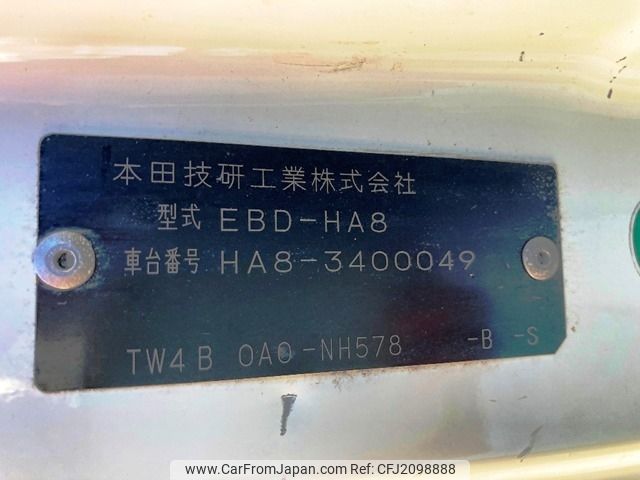 本田技研工業株式会社
型式 EBD-HA8
車台番号 HA8-3400049
TW4B 0A0-NH578 -B -S
www.CarFromJapan.com | CFJ2098888